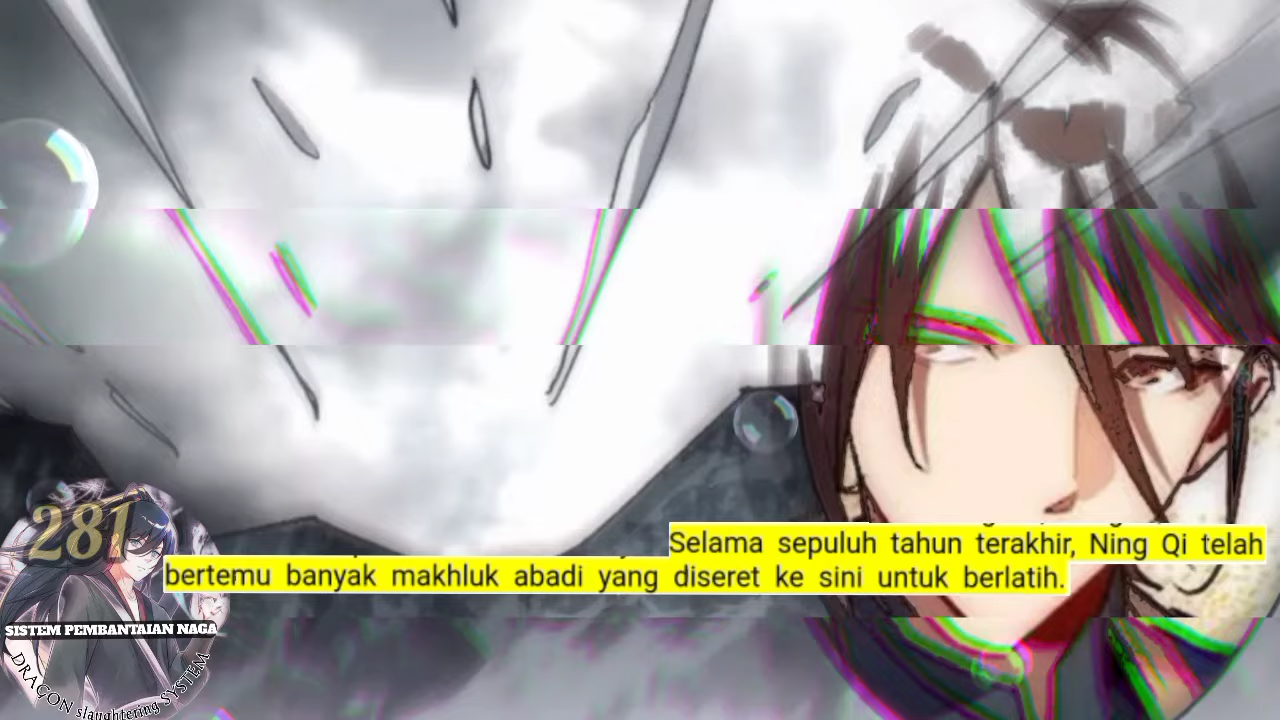 Selama sepuluh tahun terakhir, Ning Qi telah
bertemu banyak makhluk abadi yang diseret ke sini untuk berlatih.
281
SISTEM PEMBANTAIAN NAGA
DRAGON slaughtering SYSTEM